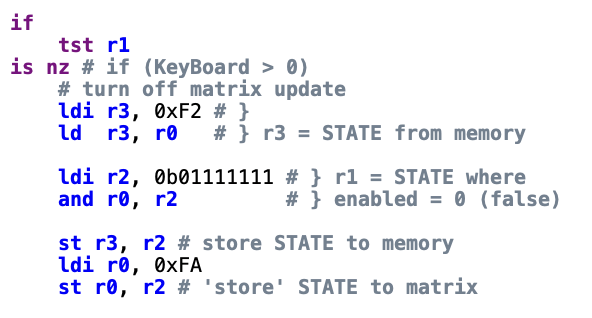 if
tst r1
is nz # if (KeyBoard > 0)
# turn off matrix update
ldi r3, 0xF2 # }
ld r3, r0 # } r3 = STATE from memory
ldi r2, 0b01111111 # } r1 = STATE where
and r0, r2 # } enabled = 0 (false)
st r3, r2 # store STATE to memory
ldi r0, 0xFA
st r0, r2 # 'store' STATE to matrix